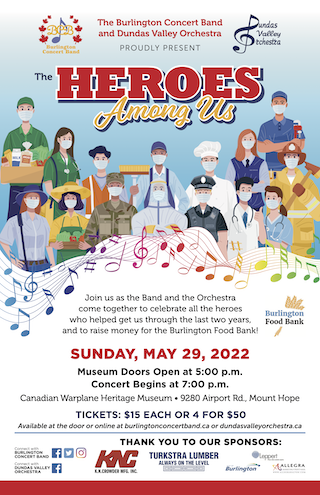 The Burlington Concert Band
and Dundas Valley Orchestra
PROUDLY PRESENT
BCB
Burlington
Concert Band
Dundas
Valley
Orchestra
The HEROES
Among Us
Join us as the Band and the Orchestra
come together to celebrate all the heroes
who helped get us through the last two years,
and to raise money for the Burlington Food Bank!
Burlington
Food Bank
SUNDAY, MAY 29, 2022
Museum Doors Open at 5:00 p.m.
Concert Begins at 7:00 p.m.
Canadian Warplane Heritage Museum • 9280 Airport Rd., Mount Hope
TICKETS: $15 EACH OR 4 FOR $50
Available at the door or online at burlingtonconcertband.ca or dundasvalleyorchestra.ca
THANK YOU TO OUR SPONSORS:
Connect with
BURLINGTON
CONCERT BAND
Connect with
DUNDAS VALLEY
ORCHESTRA
KNC
K.N.CROWDER MFG. INC.
TURKSTRA LUMBER
ALWAYS ON THE LEVEL
Leppert
Burlington
ALLEGRA